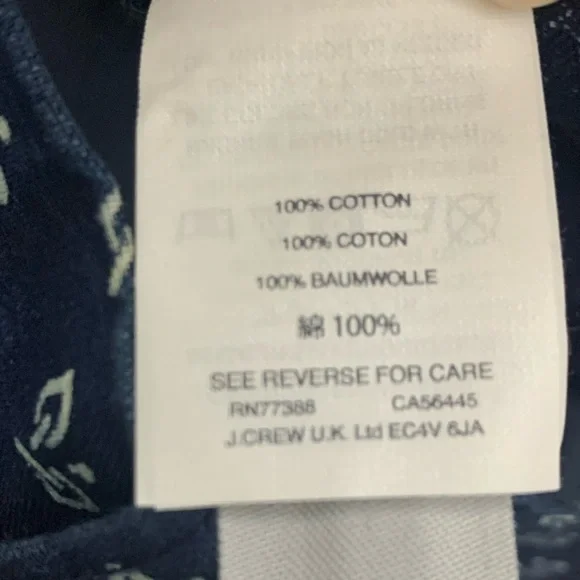 100% COTTON
100% COTON
100% BAUMWOLLE
綿 100%
SEE REVERSE FOR CARE
RN77388 CA56445
J.CREW U.K. Ltd EC4V 6JA